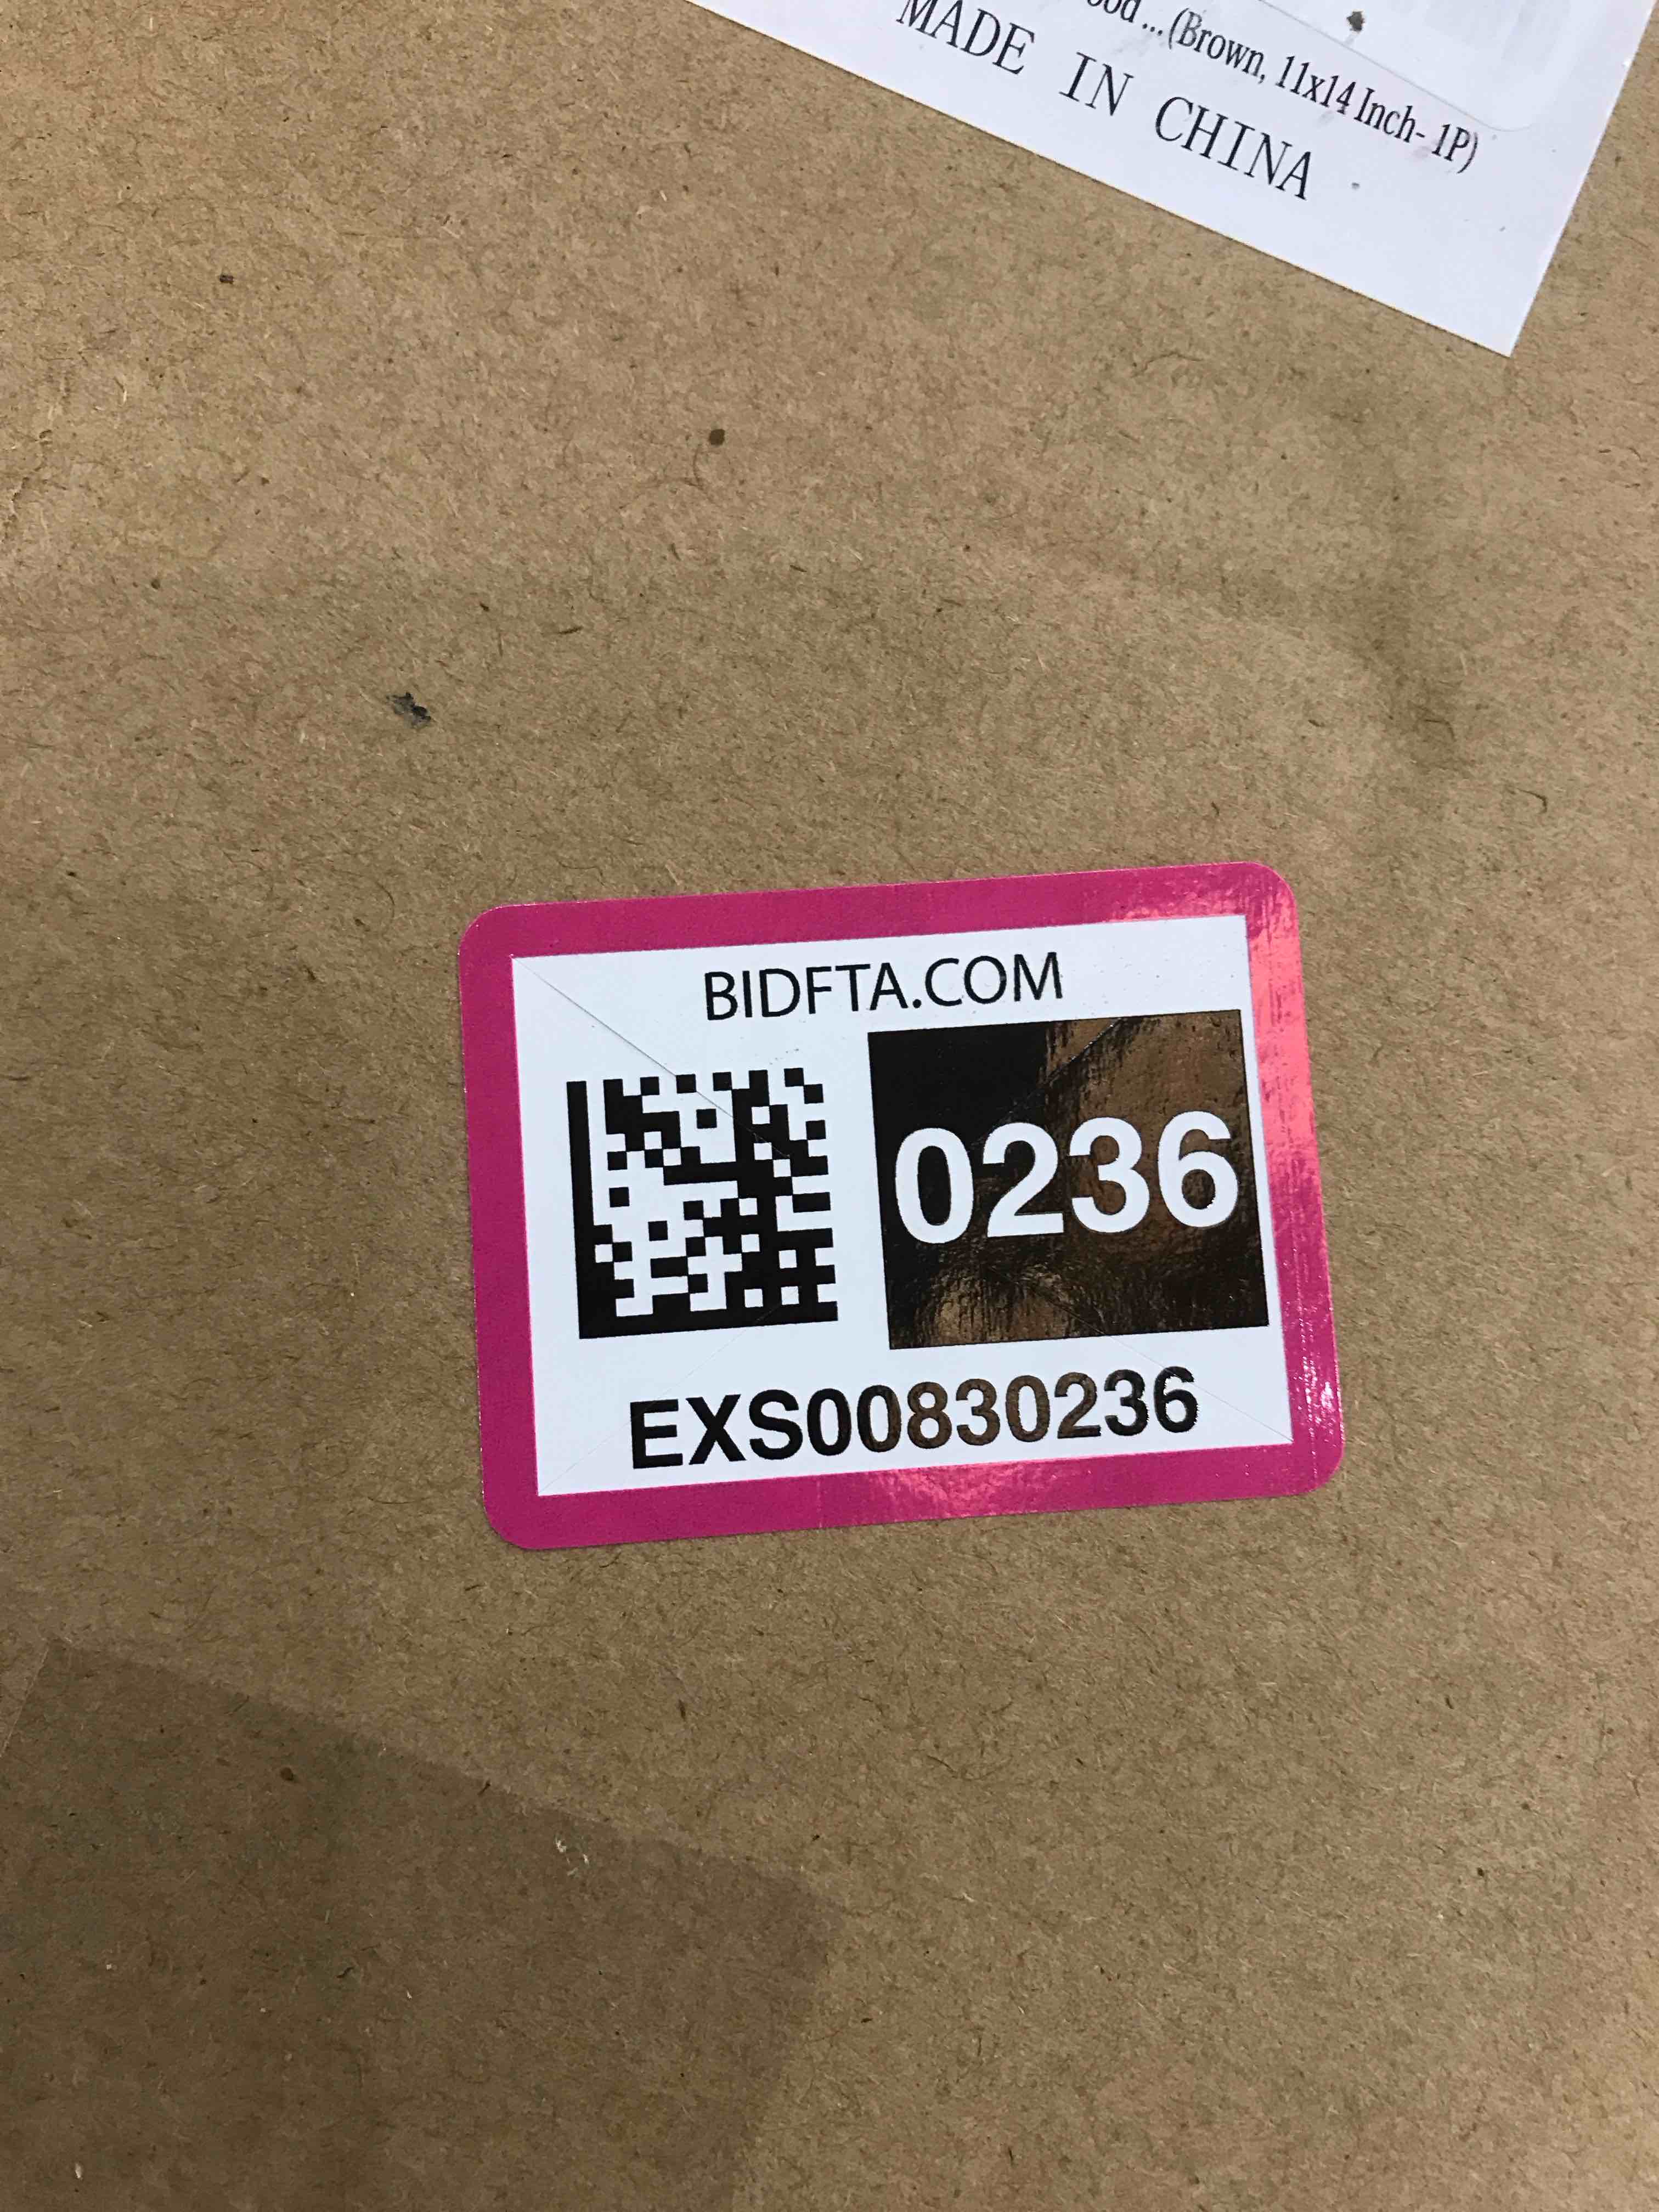 ...(Brown, 11x14 Inch- 1P)
MADE IN CHINA
BIDFTA.COM
0236
EXS00830236